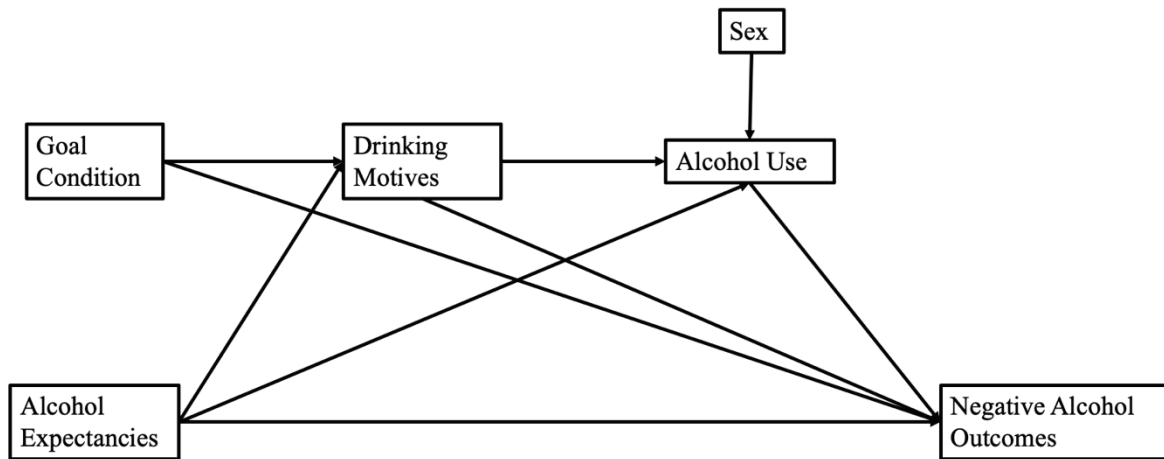 Sex
Goal
Condition
Drinking
Motives
Alcohol Use
Alcohol
Expectancies
Negative Alcohol
Outcomes